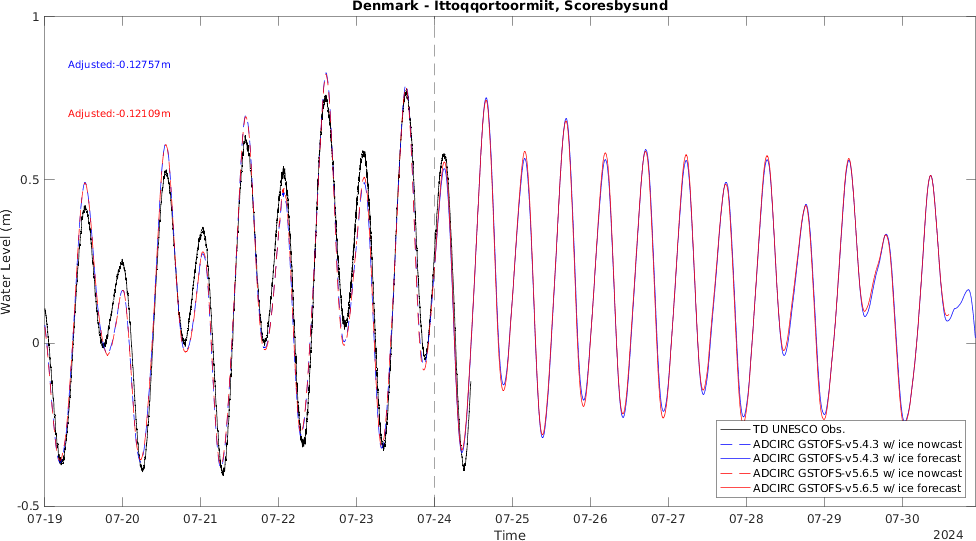 Denmark - Ittoqqortoormiit, Scoresbysund
1
Adjusted:-0.12757m
Adjusted:-0.12109m
0.5
Water Level (m)
0
TD UNESCO Obs.
ADCIRC GSTOFS-v5.4.3 w/ ice nowcast
ADCIRC GSTOFS-v5.4.3 w/ ice forecast
ADCIRC GSTOFS-v5.6.5 w/ ice nowcast
ADCIRC GSTOFS-v5.6.5 w/ ice forecast
-0.5
07-19 07-20 07-21 07-22 07-23 07-24 07-25 07-26 07-27 07-28 07-29 07-30
Time
2024